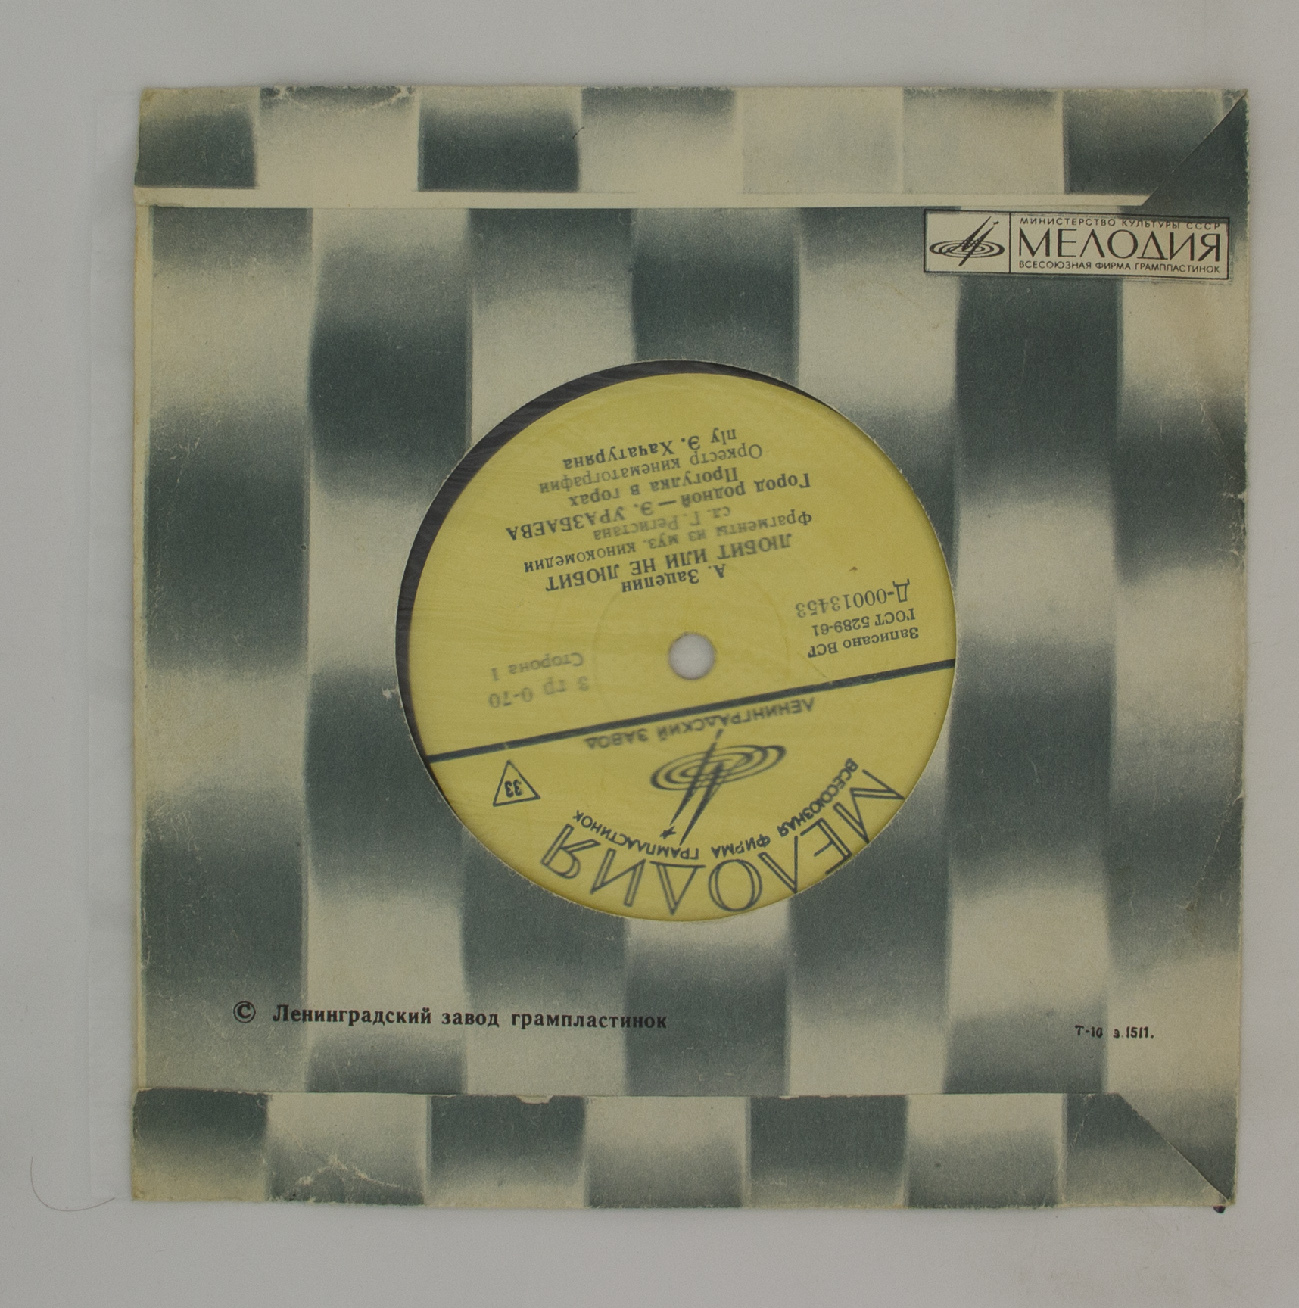 МИНИСТЕРСТВО КУЛЬТУРЫ СССР
МЕЛОДИЯ
ВСЕСОЮЗНАЯ ФИРМА ГРАМПЛАСТИНОК
МЕЛОДИЯ
ВСЕСОЮЗНАЯ ФИРМА ГРАМПЛАСТИНОК
33
ЛЕНИНГРАДСКИЙ ЗАВОД
Записано ВСГ
ГОСТ 5289-61
Д-00013453
3 гр 0-70
Сторона 1
А. Зацепин
ЛЮБИТ ИЛИ НЕ ЛЮБИТ
Фрагменты из муз. кинокомедии
сл. Г. Регистана
Город родной — Э. УРАЗБАЕВА
Прогулка в горах
Оркестр кинематографии
п/у Э. Хачатуряна
© Ленинградский завод грампластинок
Т-10 з.1511.